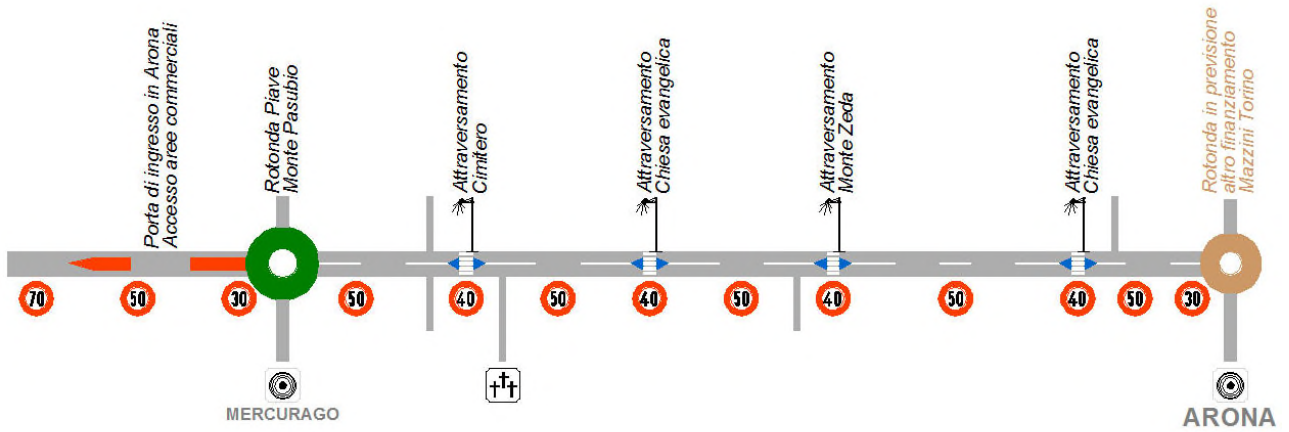 Porta di ingresso in Arona
Accesso aree commerciali
Rotonda Piave
Monte Pasubio
Attraversamento
Cimitero
Attraversamento
Chiesa evangelica
Attraversamento
Monte Zeda
Attraversamento
Chiesa evangelica
Rotonda in previsione
altro finanziamento
Mazzini Torino
70
50
30
50
40
50
40
50
40
50
40
50
30
MERCURAGO
ARONA